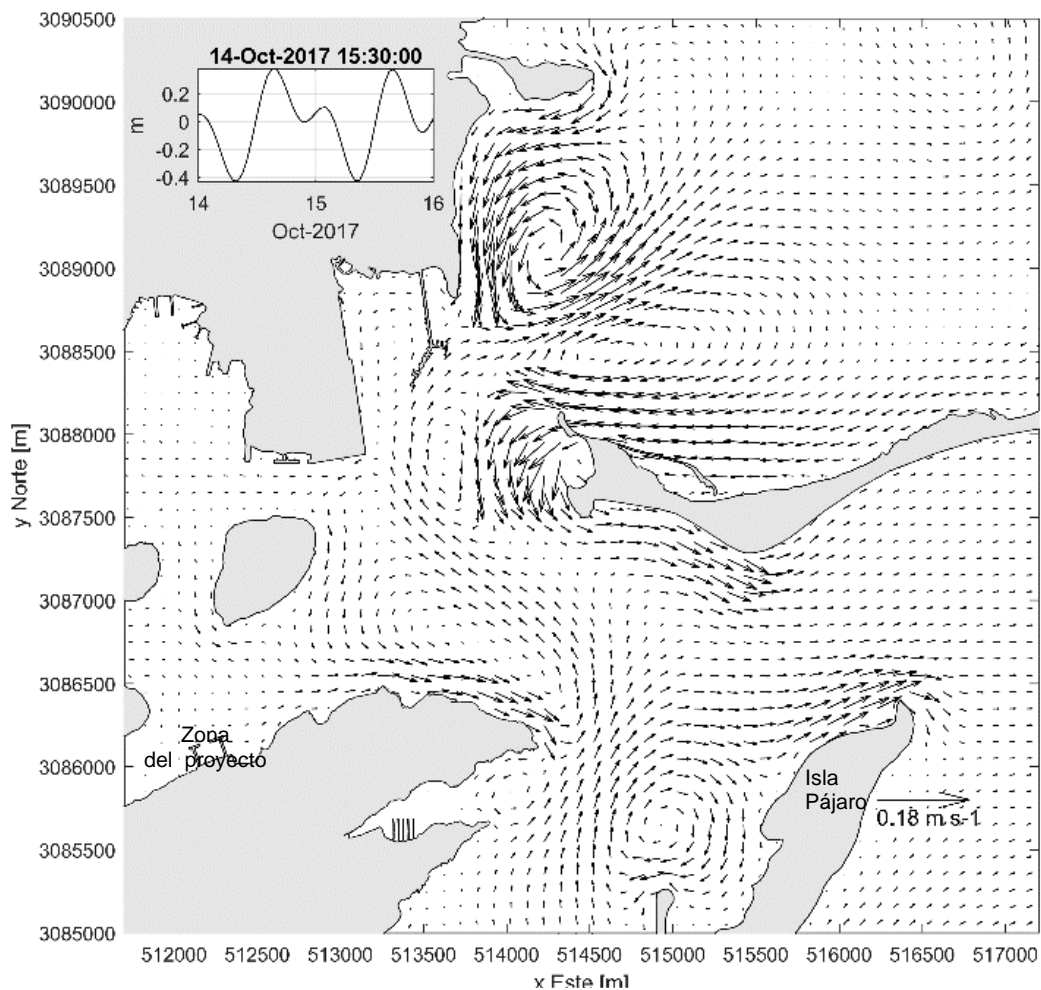 3090500
3090000
3089500
3089000
3088500
3088000
3087500
3087000
3086500
3086000
3085500
3085000
y Norte [m]
14-Oct-2017 15:30:00
0.2
0
-0.2
-0.4
m
14 15 16
Oct-2017
Zona
del proyecto
Isla
Pájaro
0.18 m s-1
512000 512500 513000 513500 514000 514500 515000 515500 516000 516500 517000
x Este [m]